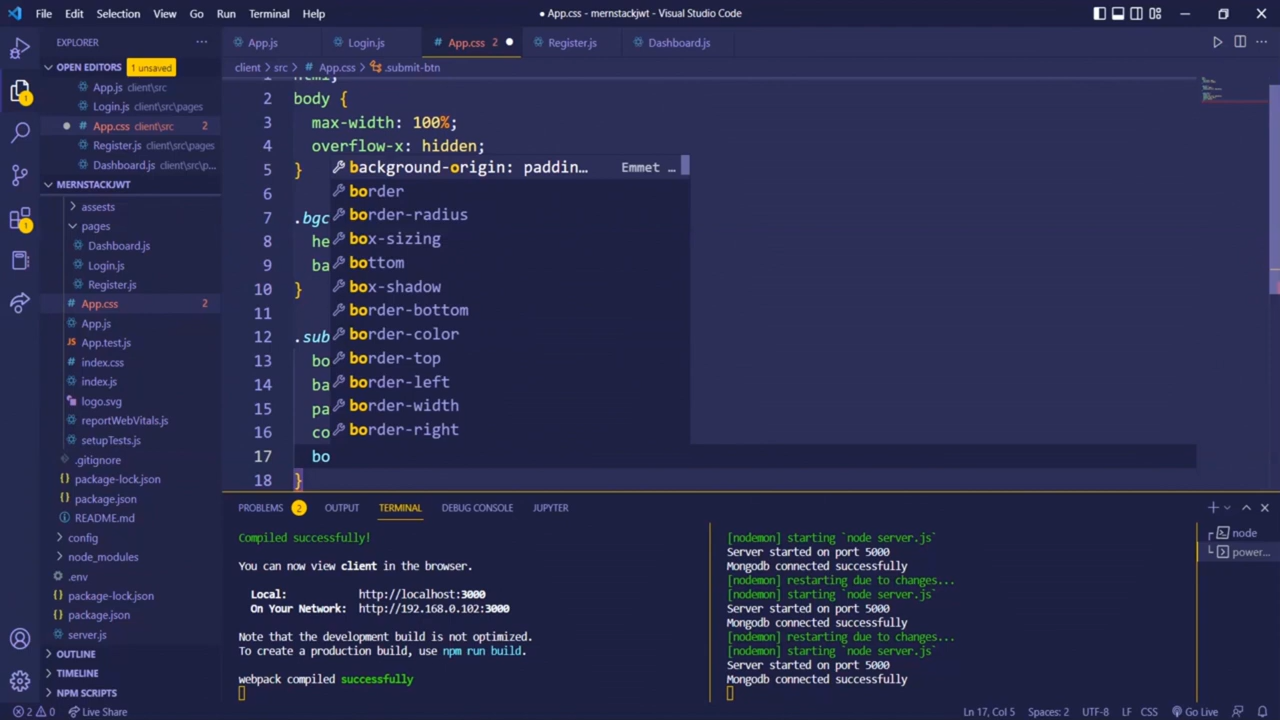 File Edit Selection View Go Run Terminal Help
● App.css - mernstackjwt - Visual Studio Code
EXPLORER
OPEN EDITORS 1 unsaved
App.js client\src
Login.js client\src\pages
App.css client\src 2
Register.js client\src\pages
Dashboard.js client\src\p...
MERNSTACKJWT
assests
pages
Dashboard.js
Login.js
Register.js
App.css 2
App.js
App.test.js
index.css
index.js
logo.svg
reportWebVitals.js
setupTests.js
.gitignore
package-lock.json
package.json
README.md
config
node_modules
.env
package-lock.json
package.json
server.js
OUTLINE
TIMELINE
NPM SCRIPTS
App.js Login.js App.css 2 Register.js Dashboard.js
client > src > App.css > .submit-btn
1 html,
2 body {
3 max-width: 100%;
4 overflow-x: hidden;
5 }
6
7 .bgc
8 he
9 ba
10 }
11
12 .sub
13 bo
14 ba
15 pa
16 co
17 bo
18 }
background-origin: paddin... Emmet ...
border
border-radius
box-sizing
bottom
box-shadow
border-bottom
border-color
border-top
border-left
border-width
border-right
PROBLEMS 2 OUTPUT TERMINAL DEBUG CONSOLE JUPYTER
Compiled successfully!
You can now view client in the browser.
Local: http://localhost:3000
On Your Network: http://192.168.0.102:3000
Note that the development build is not optimized.
To create a production build, use npm run build.
webpack compiled successfully
[nodemon] starting `node server.js`
Server started on port 5000
Mongodb connected successfully
[nodemon] restarting due to changes...
[nodemon] starting `node server.js`
Server started on port 5000
Mongodb connected successfully
[nodemon] restarting due to changes...
[nodemon] starting `node server.js`
Server started on port 5000
Mongodb connected successfully
node
power...
2 0 Live Share
Ln 17, Col 5 Spaces: 2 UTF-8 LF CSS Go Live